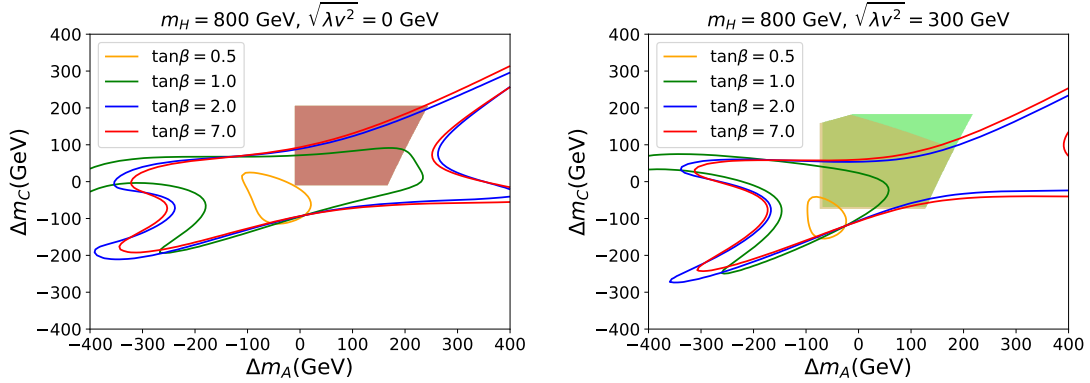 m_H = 800 GeV, √λv² = 0 GeV
tanβ = 0.5
tanβ = 1.0
tanβ = 2.0
tanβ = 7.0
400
300
200
100
0
−100
−200
−300
−400
Δm_C(GeV)
−400 −300 −200 −100 0 100 200 300 400
Δm_A(GeV)
m_H = 800 GeV, √λv² = 300 GeV
tanβ = 0.5
tanβ = 1.0
tanβ = 2.0
tanβ = 7.0
400
300
200
100
0
−100
−200
−300
−400
Δm_C(GeV)
−400 −300 −200 −100 0 100 200 300 400
Δm_A(GeV)